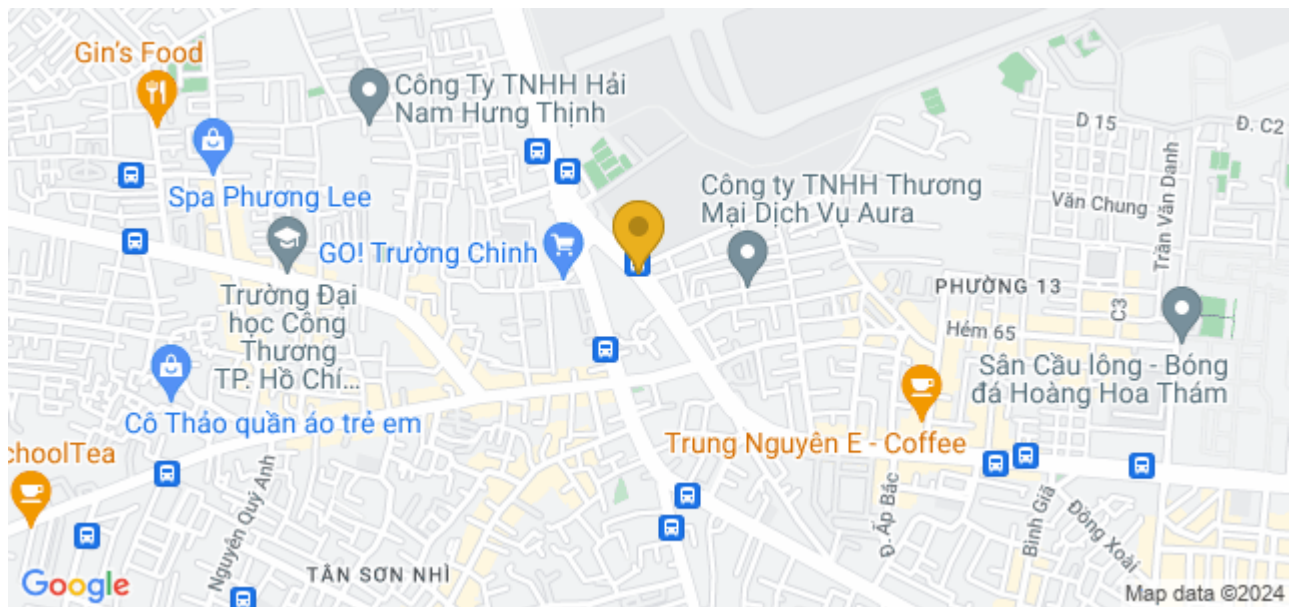 Gin's Food
Công Ty TNHH Hải
Nam Hưng Thịnh
D 15
Đ. C2
Trần Văn Danh
Văn Chung
Công ty TNHH Thương
Mại Dịch Vụ Aura
Spa Phương Lee
GO! Trường Chinh
PHƯỜNG 13
C3
Hẻm 65
Trường Đại
học Công
Thương
TP. Hồ Chí...
Sân Cầu lông - Bóng
đá Hoàng Hoa Thám
Cô Thảo quần áo trẻ em
Trung Nguyên E - Coffee
choolTea
Nguyễn Quý Anh
Đ. Ấp Bắc
Bình Giã
Đồng Xoài
TÂN SƠN NHÌ
Google
Map data ©2024